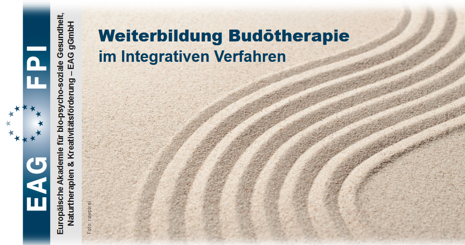 Weiterbildung Budōtherapie
im Integrativen Verfahren
EAG FPI
Europäische Akademie für bio-psycho-soziale Gesundheit,
Naturtherapien & Kreativitätsförderung – EAG gGmbH